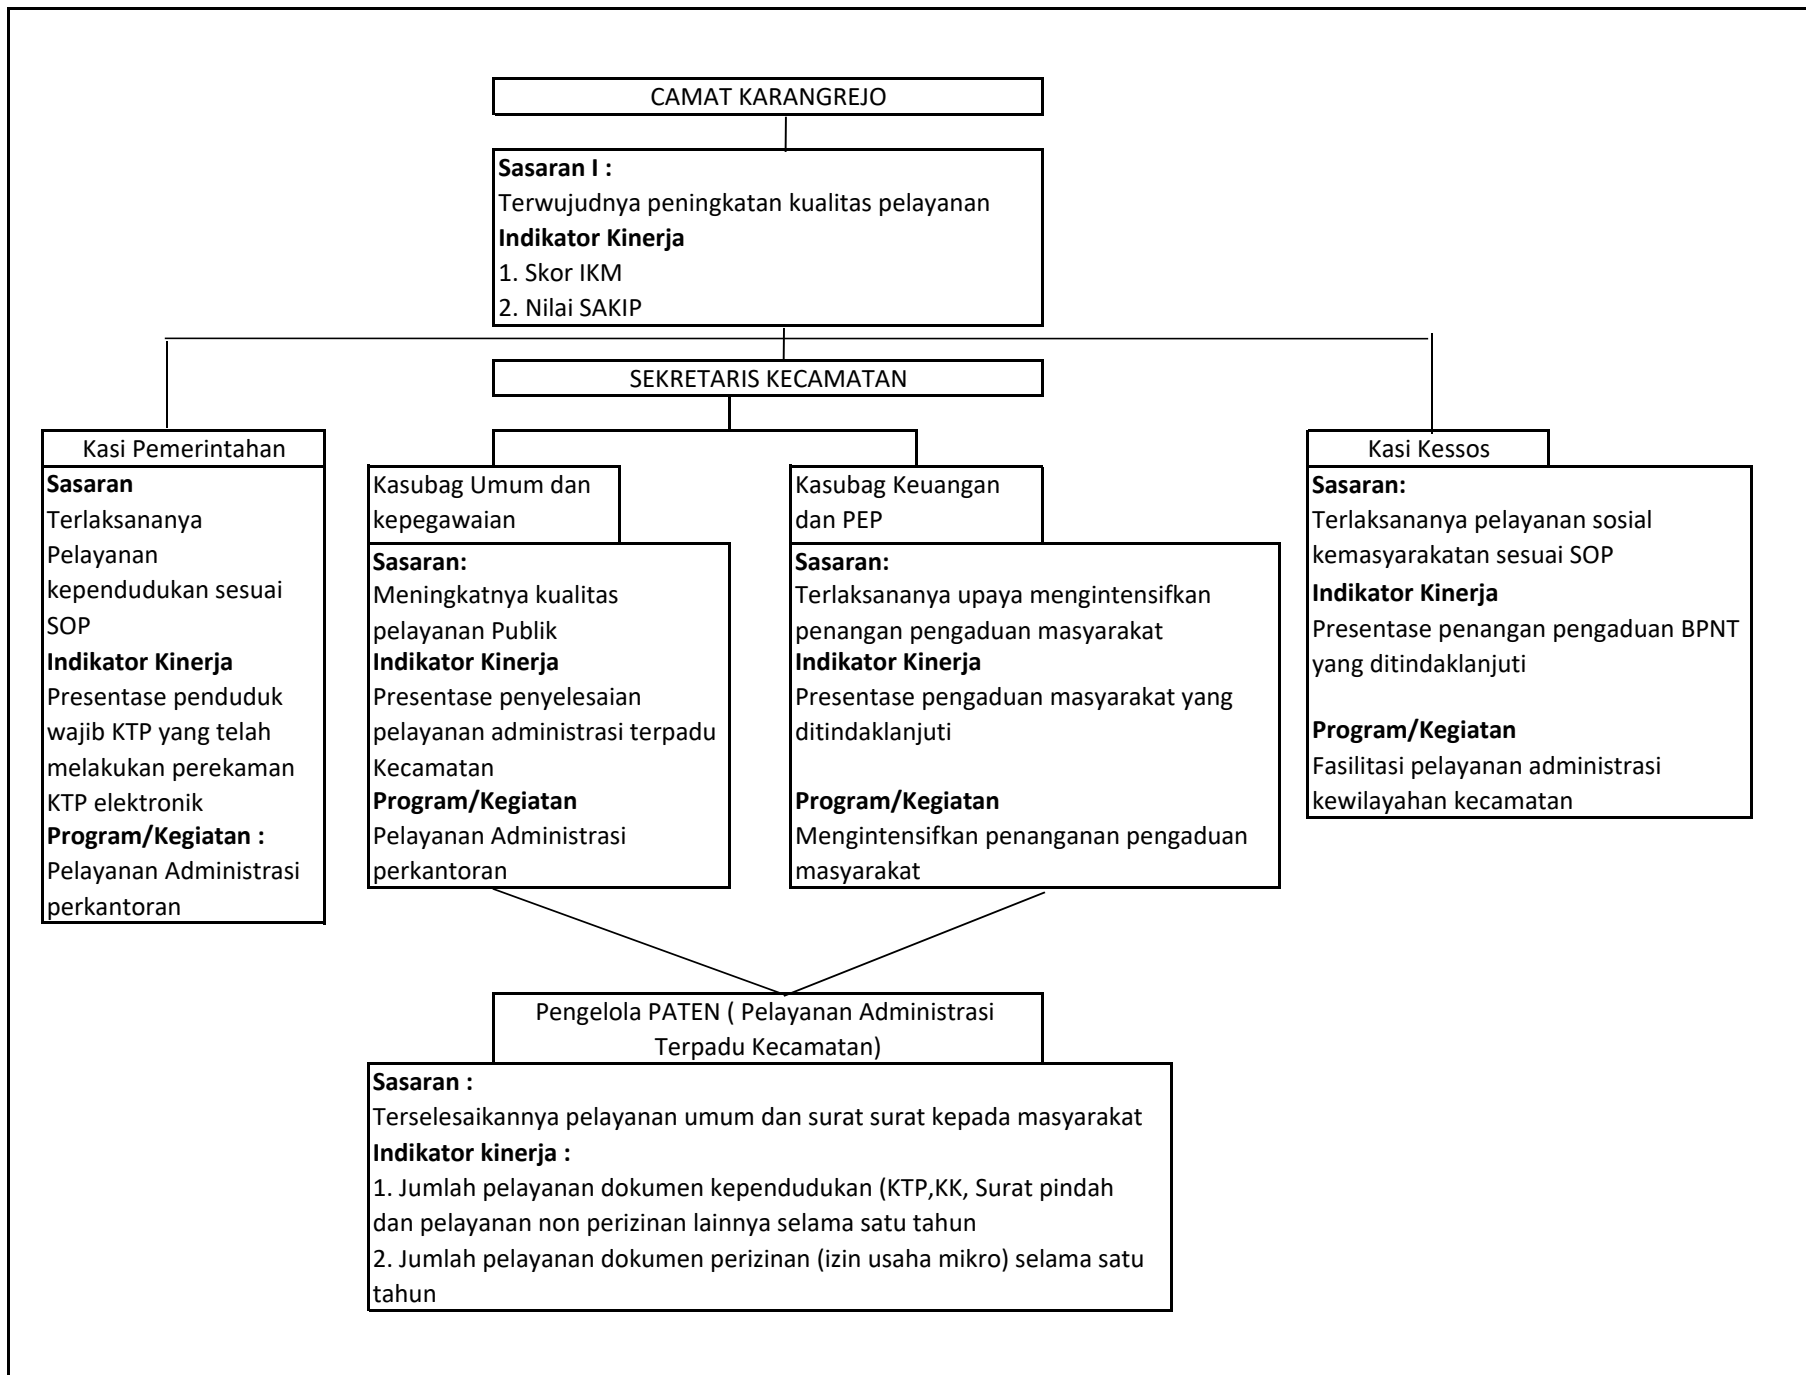 CAMAT KARANGREJO
Sasaran I :
Terwujudnya peningkatan kualitas pelayanan
Indikator Kinerja
1. Skor IKM
2. Nilai SAKIP
SEKRETARIS KECAMATAN
Kasi Pemerintahan
Sasaran
Terlaksananya
Pelayanan
kependudukan sesuai
SOP
Indikator Kinerja
Presentase penduduk
wajib KTP yang telah
melakukan perekaman
KTP elektronik
Program/Kegiatan :
Pelayanan Administrasi
perkantoran
Kasubag Umum dan
kepegawaian
Sasaran:
Meningkatnya kualitas
pelayanan Publik
Indikator Kinerja
Presentase penyelesaian
pelayanan administrasi terpadu
Kecamatan
Program/Kegiatan
Pelayanan Administrasi
perkantoran
Kasubag Keuangan
dan PEP
Sasaran:
Terlaksananya upaya mengintensifkan
penangan pengaduan masyarakat
Indikator Kinerja
Presentase pengaduan masyarakat yang
ditindaklanjuti
Program/Kegiatan
Mengintensifkan penanganan pengaduan
masyarakat
Kasi Kessos
Sasaran:
Terlaksananya pelayanan sosial
kemasyarakatan sesuai SOP
Indikator Kinerja
Presentase penangan pengaduan BPNT
yang ditindaklanjuti
Program/Kegiatan
Fasilitasi pelayanan administrasi
kewilayahan kecamatan
Pengelola PATEN ( Pelayanan Administrasi
Terpadu Kecamatan)
Sasaran :
Terselesaikannya pelayanan umum dan surat surat kepada masyarakat
Indikator kinerja :
1. Jumlah pelayanan dokumen kependudukan (KTP,KK, Surat pindah
dan pelayanan non perizinan lainnya selama satu tahun
2. Jumlah pelayanan dokumen perizinan (izin usaha mikro) selama satu
tahun